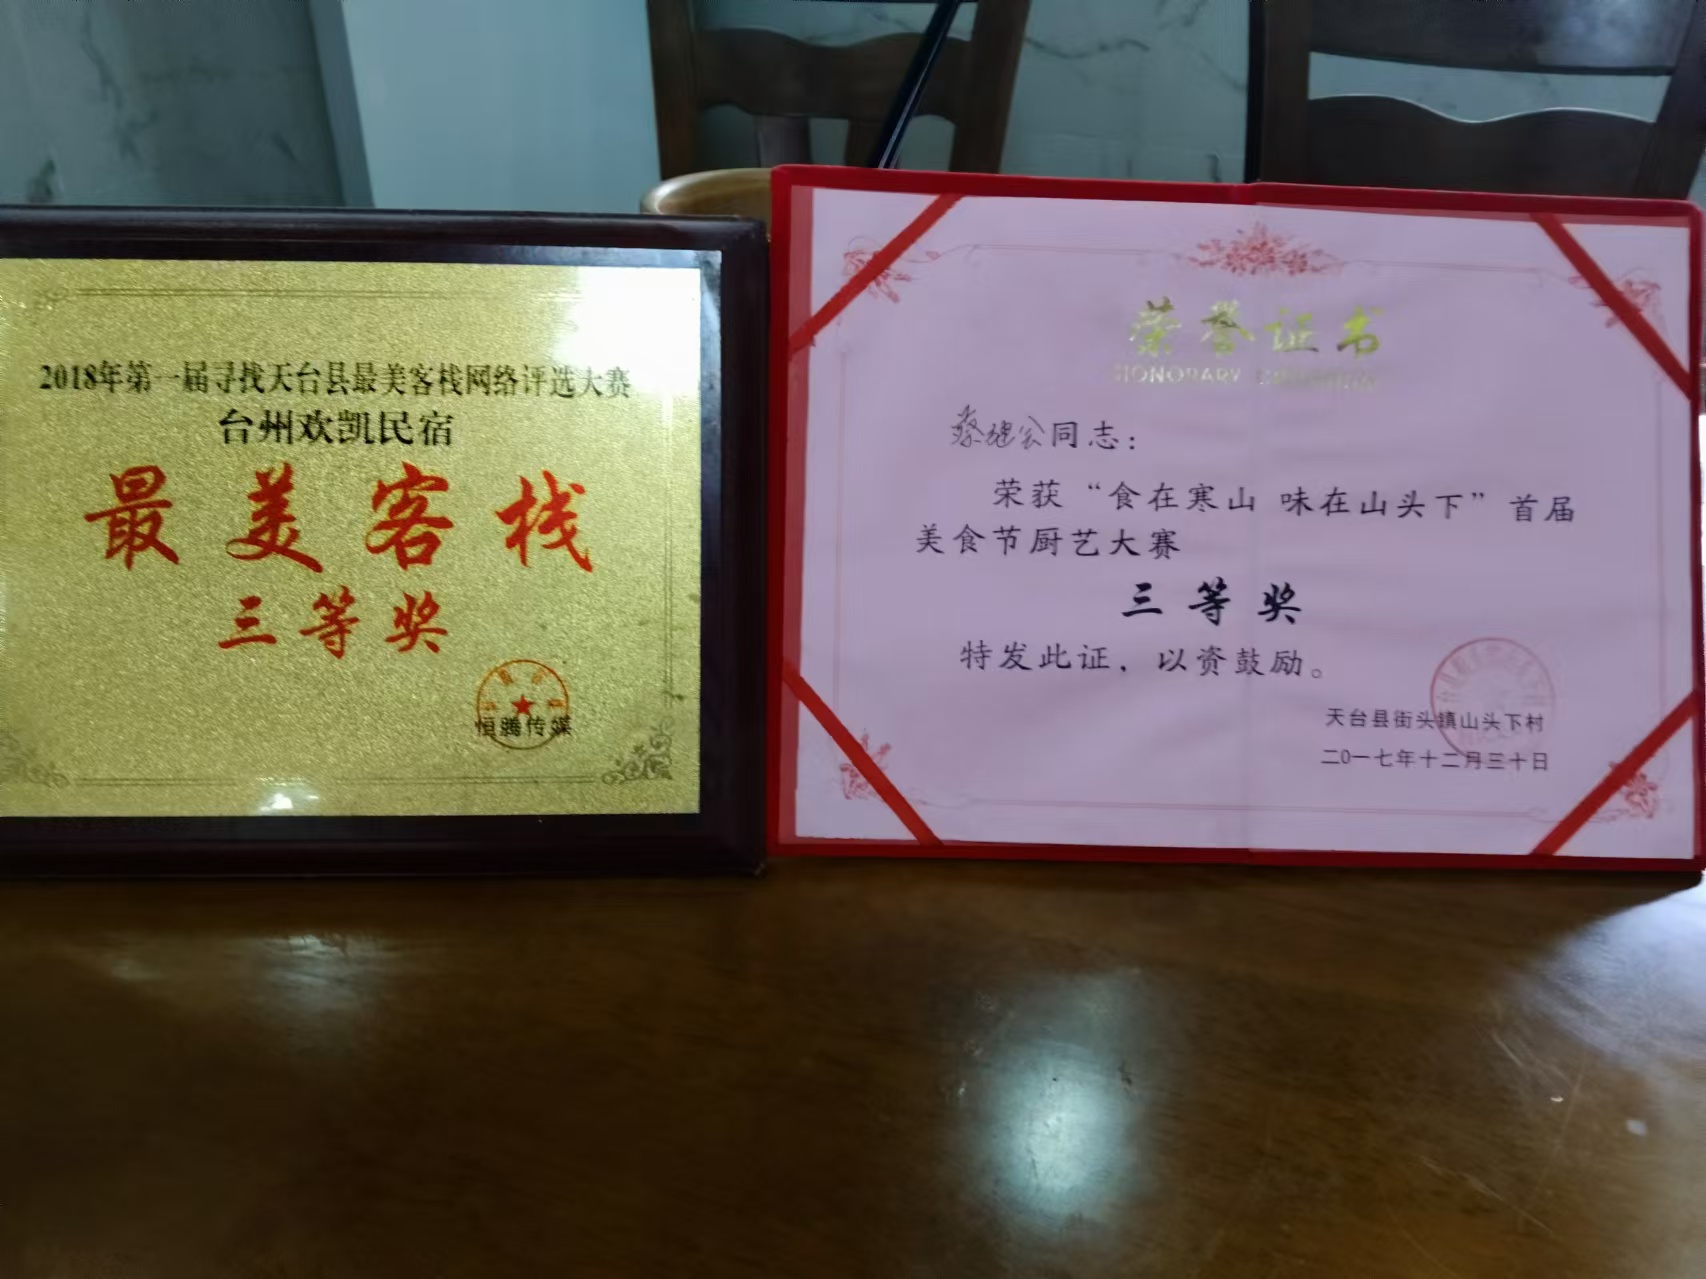 2018年第一届寻找天台县最美客栈网络评选大赛
台州欢凯民宿
最美客栈
三等奖
恒腾传媒
荣誉证书
HONORARY
同志：
荣获“食在寒山 味在山头下”首届
美食节厨艺大赛
三等奖
特发此证，以资鼓励。
天台县街头镇山头下村
二0一七年十二月三十日